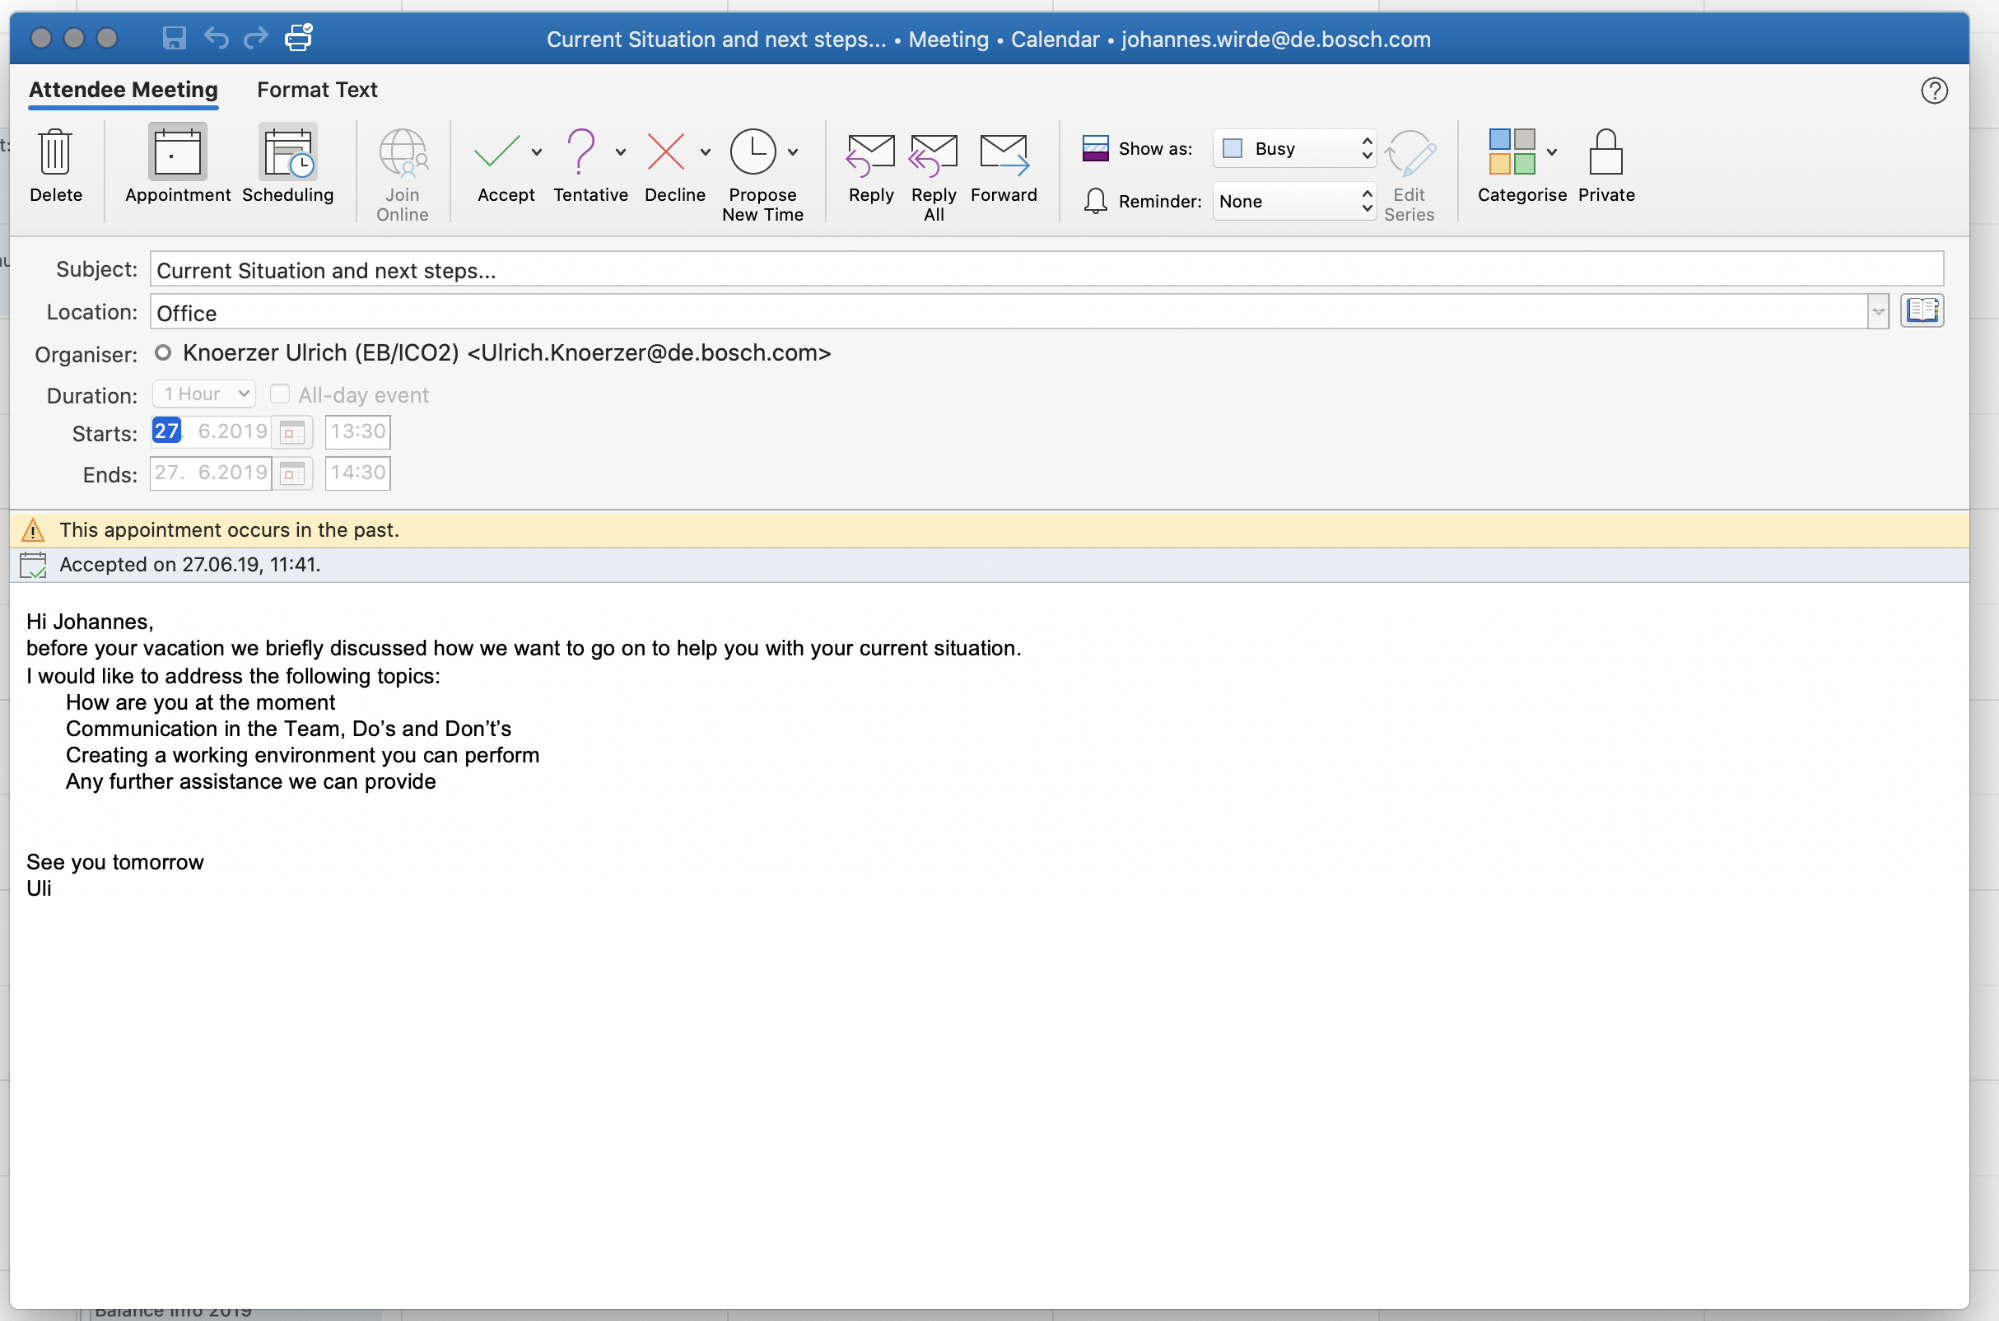 Current Situation and next steps... • Meeting • Calendar • johannes.wirde@de.bosch.com
Attendee Meeting Format Text
Delete
Appointment
Scheduling
Join Online
Accept
Tentative
Decline
Propose New Time
Reply
Reply All
Forward
Show as: Busy
Reminder: None
Edit Series
Categorise
Private
Subject: Current Situation and next steps...
Location: Office
Organiser: Knoerzer Ulrich (EB/ICO2) <Ulrich.Knoerzer@de.bosch.com>
Duration: 1 Hour All-day event
Starts: 27. 6.2019 13:30
Ends: 27. 6.2019 14:30
This appointment occurs in the past.
Accepted on 27.06.19, 11:41.
Hi Johannes,
before your vacation we briefly discussed how we want to go on to help you with your current situation.
I would like to address the following topics:
How are you at the moment
Communication in the Team, Do’s and Don’t’s
Creating a working environment you can perform
Any further assistance we can provide
See you tomorrow
Uli
Balance Info 2019